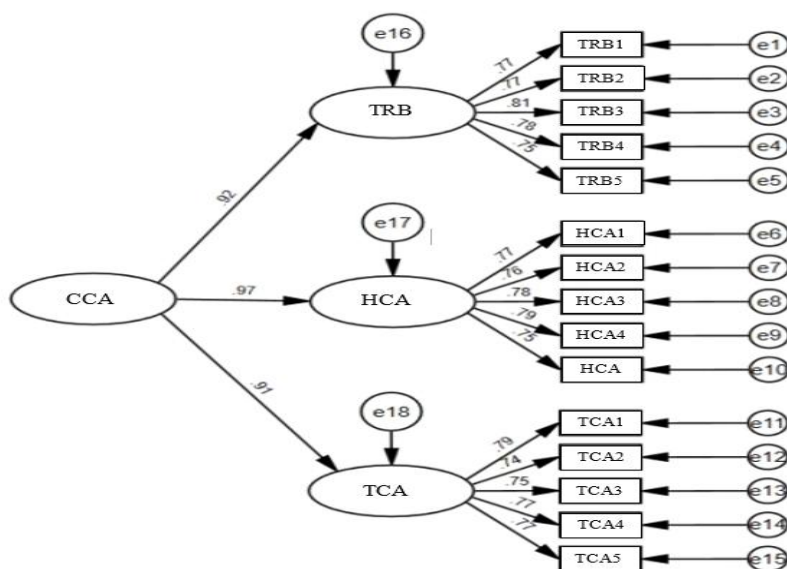 e16
TRB
.77
.77
.81
.78
.75
TRB1
TRB2
TRB3
TRB4
TRB5
e1
e2
e3
e4
e5
.92
CCA
.97
.91
e17
HCA
.77
.76
.78
.79
.75
HCA1
HCA2
HCA3
HCA4
HCA
e6
e7
e8
e9
e10
e18
TCA
.79
.74
.75
.77
.77
TCA1
TCA2
TCA3
TCA4
TCA5
e11
e12
e13
e14
e15